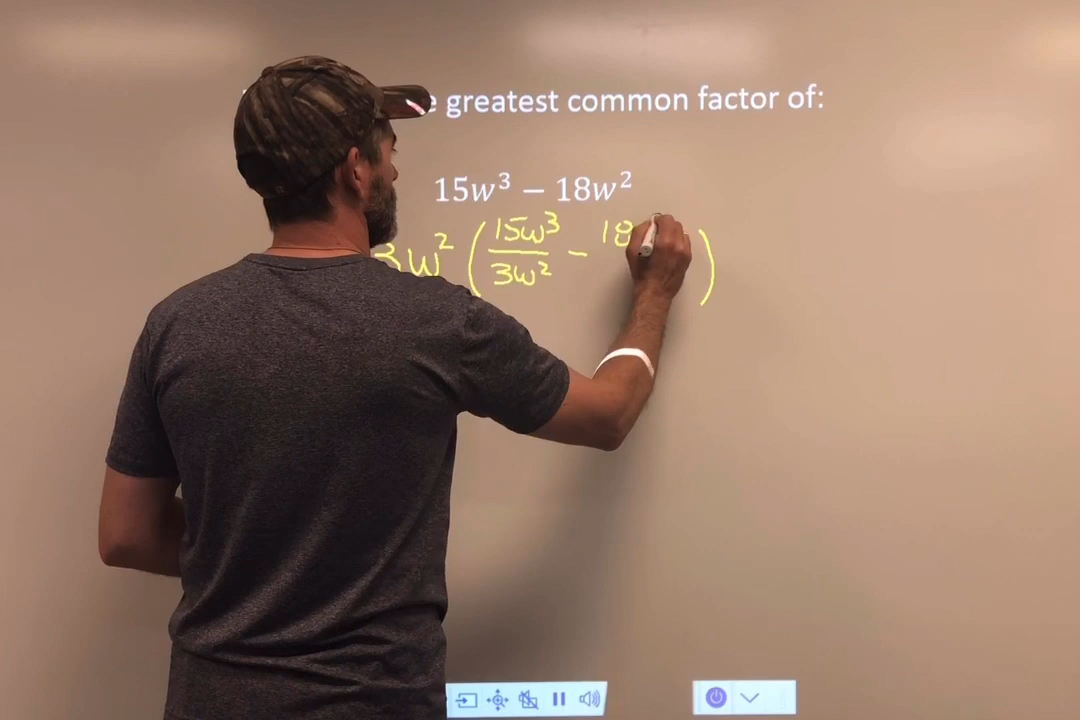 greatest common factor of:
15w³ − 18w²
3w² (15w³/3w² − 18 )